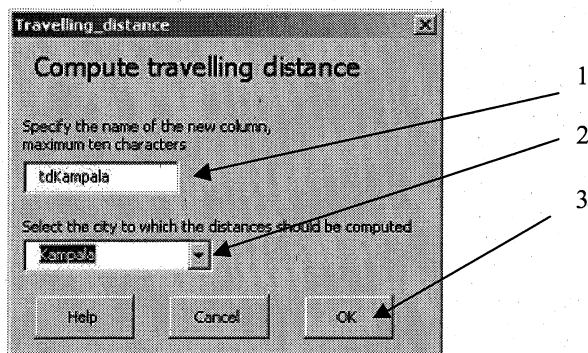 Travelling_distance
Compute travelling distance
1
Specify the name of the new column,
maximum ten characters
2
tdKampala
3
Select the city to which the distances should be computed
Kampala
Help Cancel OK